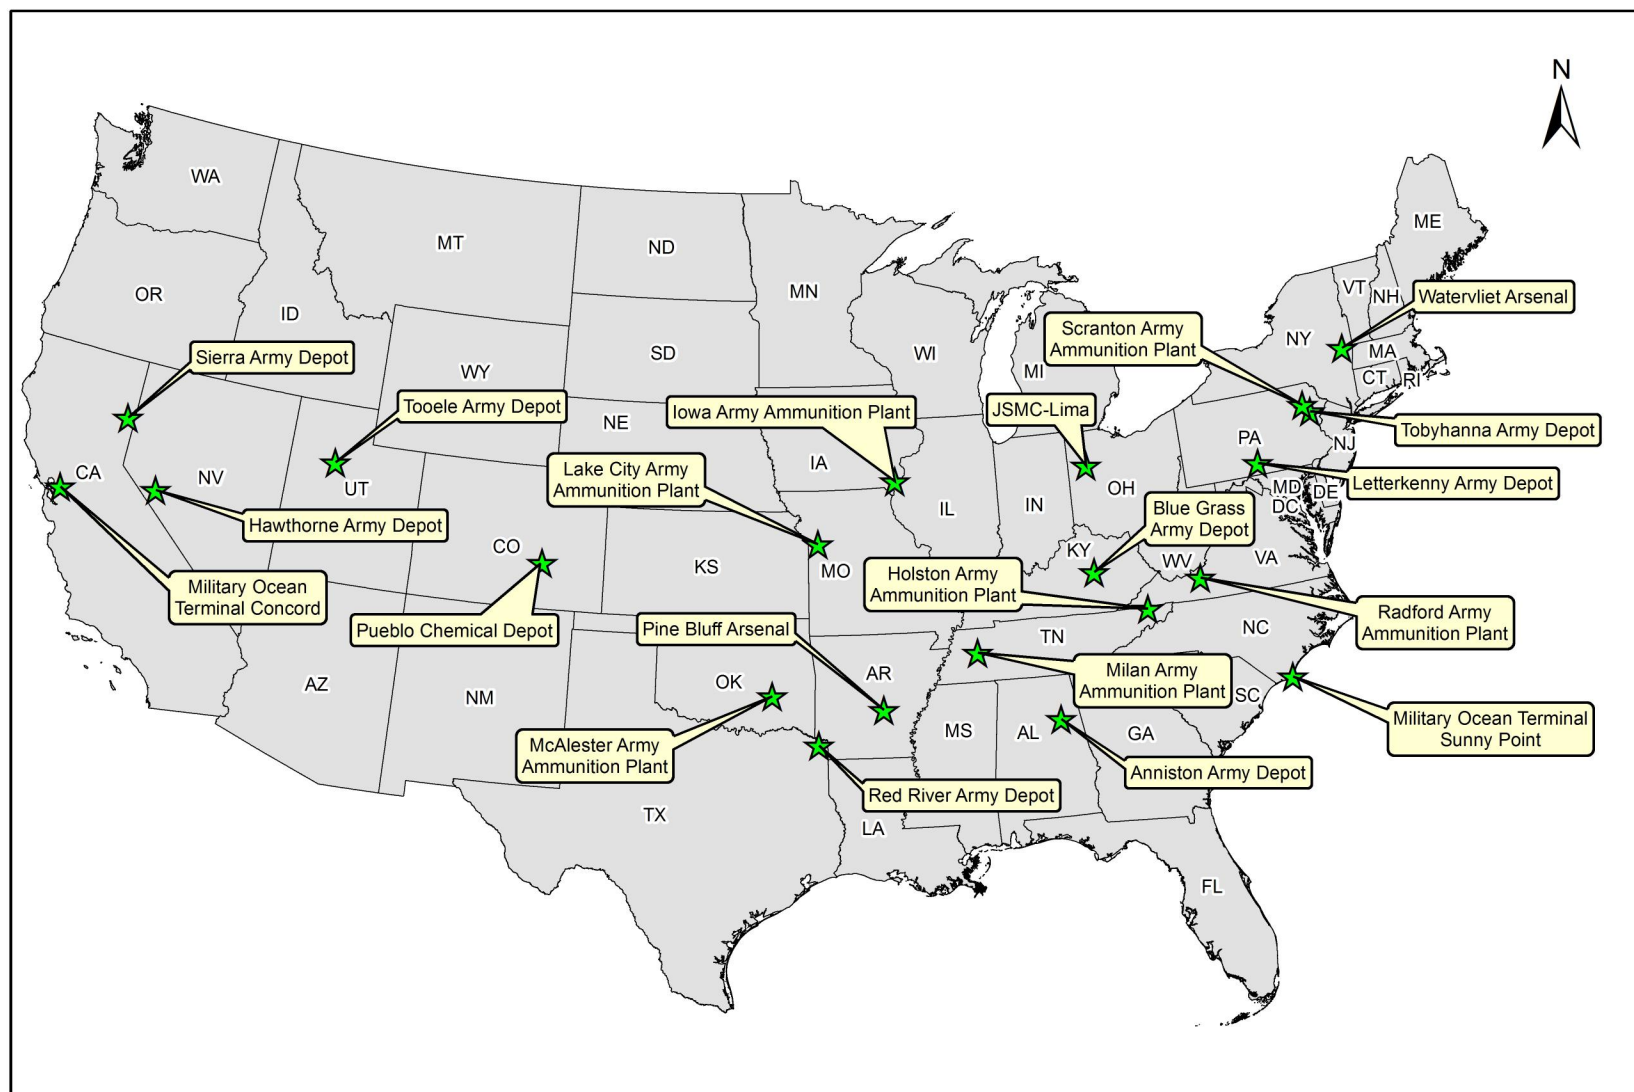 N
WA
ME
MT
ND
VT
NH
OR
MN
Watervliet Arsenal
ID
Scranton Army
Ammunition Plant
NY
SD
WI
MA
Sierra Army Depot
MI
WY
CT
RI
Tooele Army Depot
Iowa Army Ammunition Plant
JSMC-Lima
NE
PA
NJ
Tobyhanna Army Depot
IA
CA
NV
UT
Lake City Army
Ammunition Plant
OH
MD
DE
DC
Letterkenny Army Depot
IL
IN
Blue Grass
Army Depot
Hawthorne Army Depot
CO
KS
MO
KY
WV
VA
Military Ocean
Terminal Concord
Holston Army
Ammunition Plant
Radford Army
Ammunition Plant
Pueblo Chemical Depot
Pine Bluff Arsenal
TN
NC
AZ
NM
OK
AR
Milan Army
Ammunition Plant
SC
MS
AL
GA
Military Ocean Terminal
Sunny Point
McAlester Army
Ammunition Plant
Anniston Army Depot
Red River Army Depot
TX
LA
FL